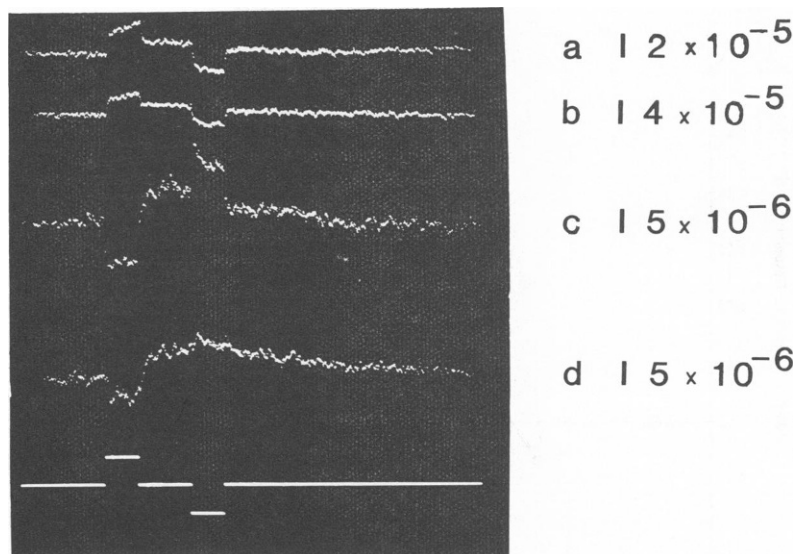 a I 2 × 10⁻⁵
b I 4 × 10⁻⁵
c I 5 × 10⁻⁶
d I 5 × 10⁻⁶